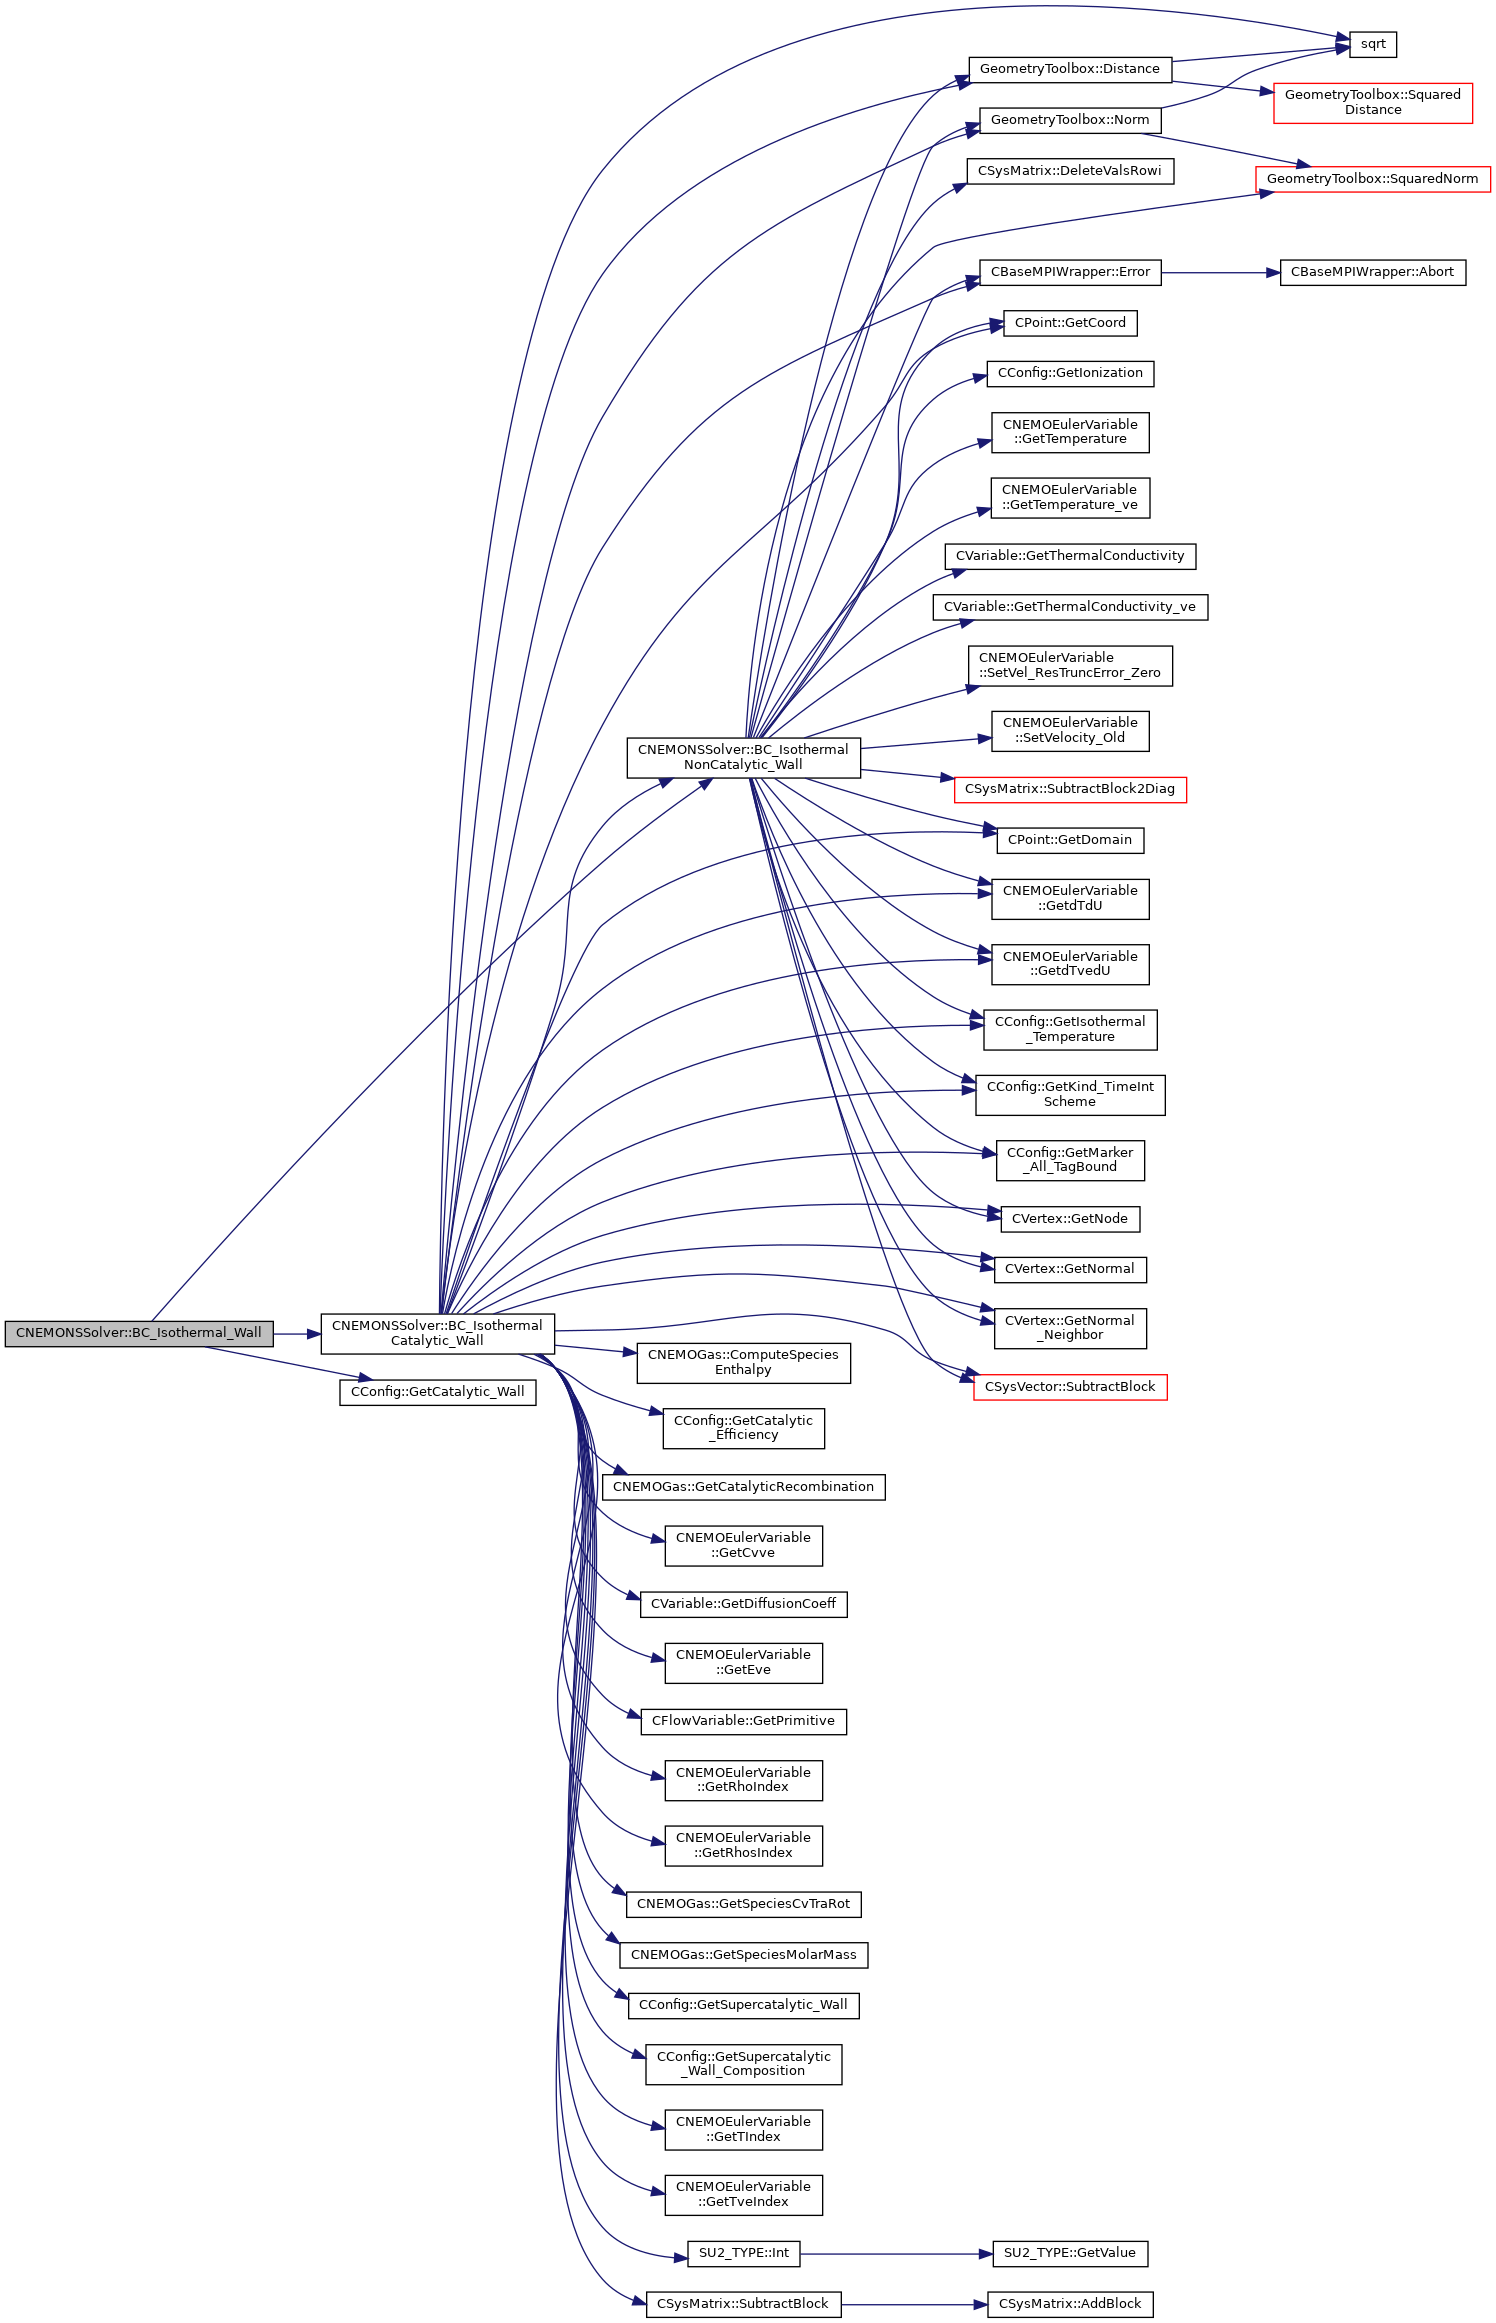 sqrt
GeometryToolbox::Distance
GeometryToolbox::Squared
Distance
GeometryToolbox::Norm
CSysMatrix::DeleteValsRowi
GeometryToolbox::SquaredNorm
CBaseMPIWrapper::Error
CBaseMPIWrapper::Abort
CPoint::GetCoord
CConfig::GetIonization
CNEMOEulerVariable
::GetTemperature
CNEMOEulerVariable
::GetTemperature_ve
CVariable::GetThermalConductivity
CVariable::GetThermalConductivity_ve
CNEMOEulerVariable
::SetVel_ResTruncError_Zero
CNEMOEulerVariable
::SetVelocity_Old
CNEMONSSolver::BC_Isothermal
NonCatalytic_Wall
CSysMatrix::SubtractBlock2Diag
CPoint::GetDomain
CNEMOEulerVariable
::GetdTdU
CNEMOEulerVariable
::GetdTvedU
CConfig::GetIsothermal
_Temperature
CConfig::GetKind_TimeInt
Scheme
CConfig::GetMarker
_All_TagBound
CVertex::GetNode
CVertex::GetNormal
CVertex::GetNormal
_Neighbor
CNEMONSSolver::BC_Isothermal_Wall
CNEMONSSolver::BC_Isothermal
Catalytic_Wall
CConfig::GetCatalytic_Wall
CNEMOGas::ComputeSpecies
Enthalpy
CSysVector::SubtractBlock
CConfig::GetCatalytic
_Efficiency
CNEMOGas::GetCatalyticRecombination
CNEMOEulerVariable
::GetCvve
CVariable::GetDiffusionCoeff
CNEMOEulerVariable
::GetEve
CFlowVariable::GetPrimitive
CNEMOEulerVariable
::GetRhoIndex
CNEMOEulerVariable
::GetRhosIndex
CNEMOGas::GetSpeciesCvTraRot
CNEMOGas::GetSpeciesMolarMass
CConfig::GetSupercatalytic_Wall
CConfig::GetSupercatalytic
_Wall_Composition
CNEMOEulerVariable
::GetTIndex
CNEMOEulerVariable
::GetTveIndex
SU2_TYPE::Int
SU2_TYPE::GetValue
CSysMatrix::SubtractBlock
CSysMatrix::AddBlock